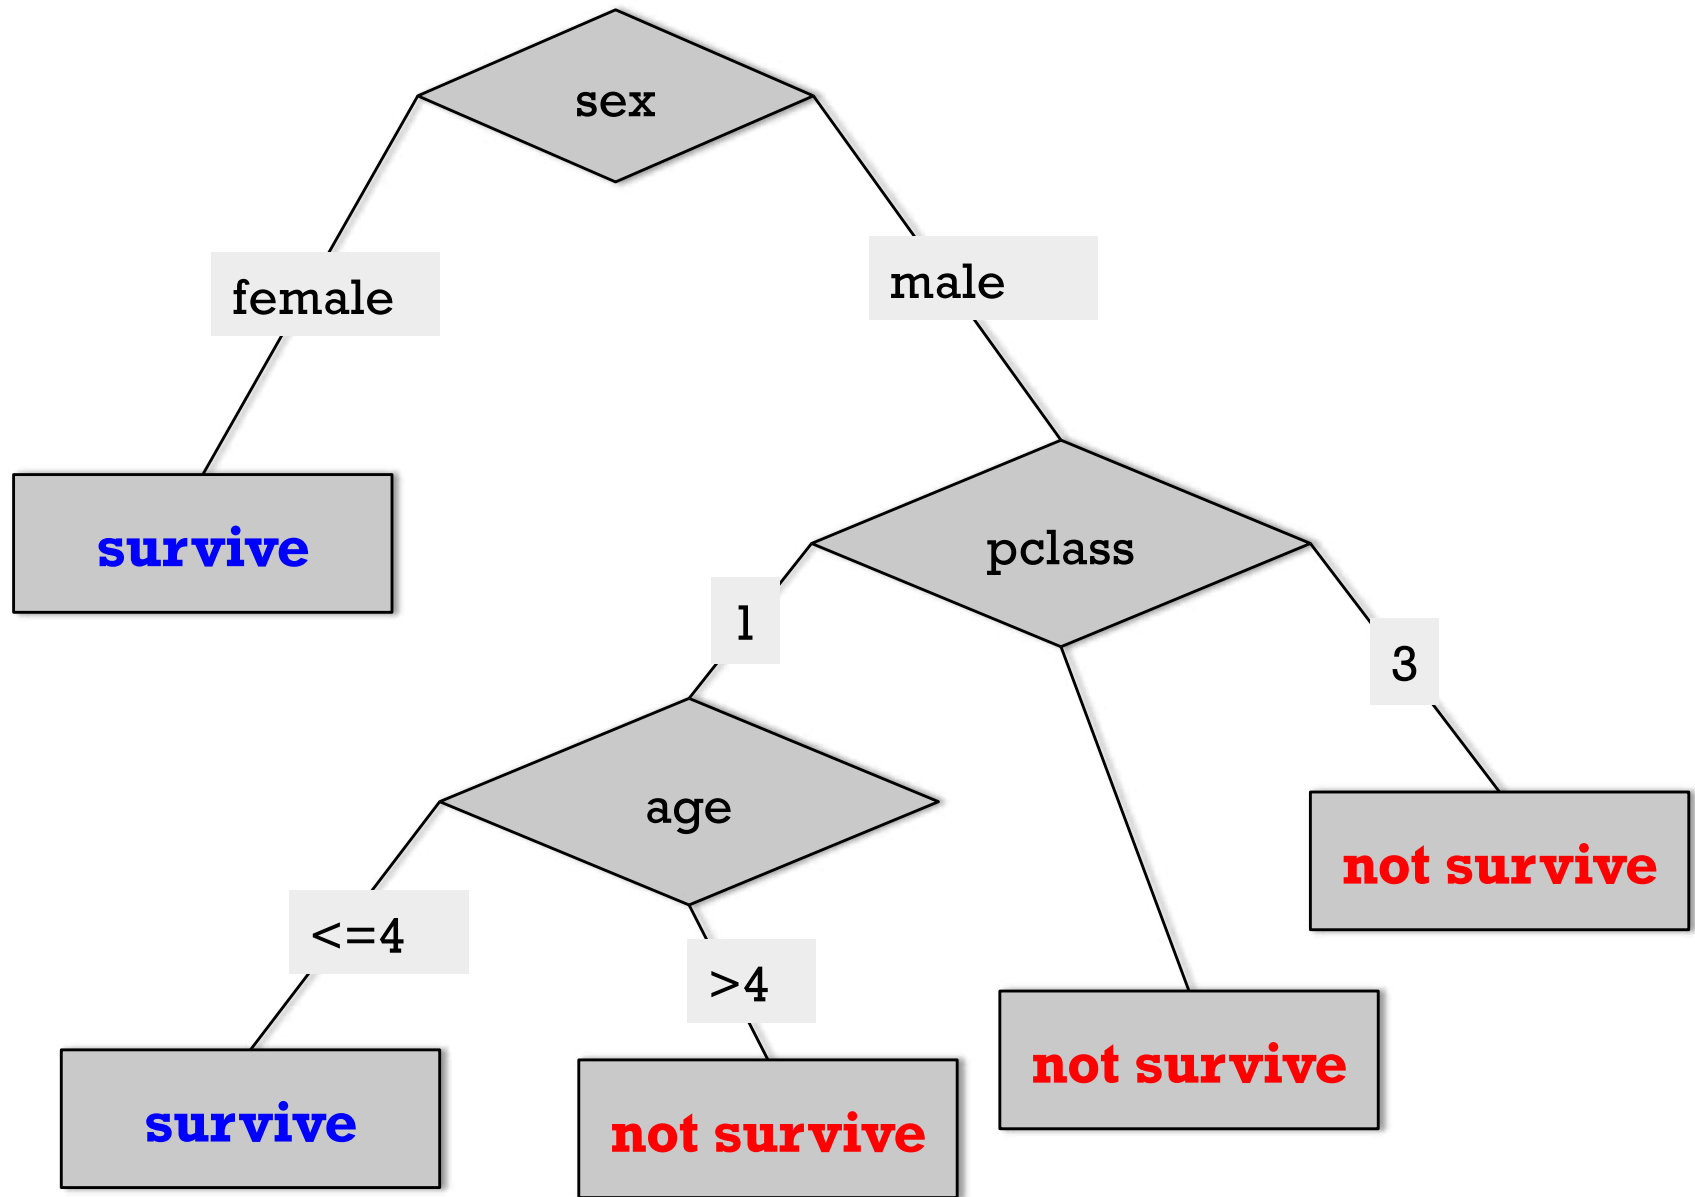 sex
female
male
survive
pclass
1
3
age
not survive
<=4
>4
not survive
survive
not survive